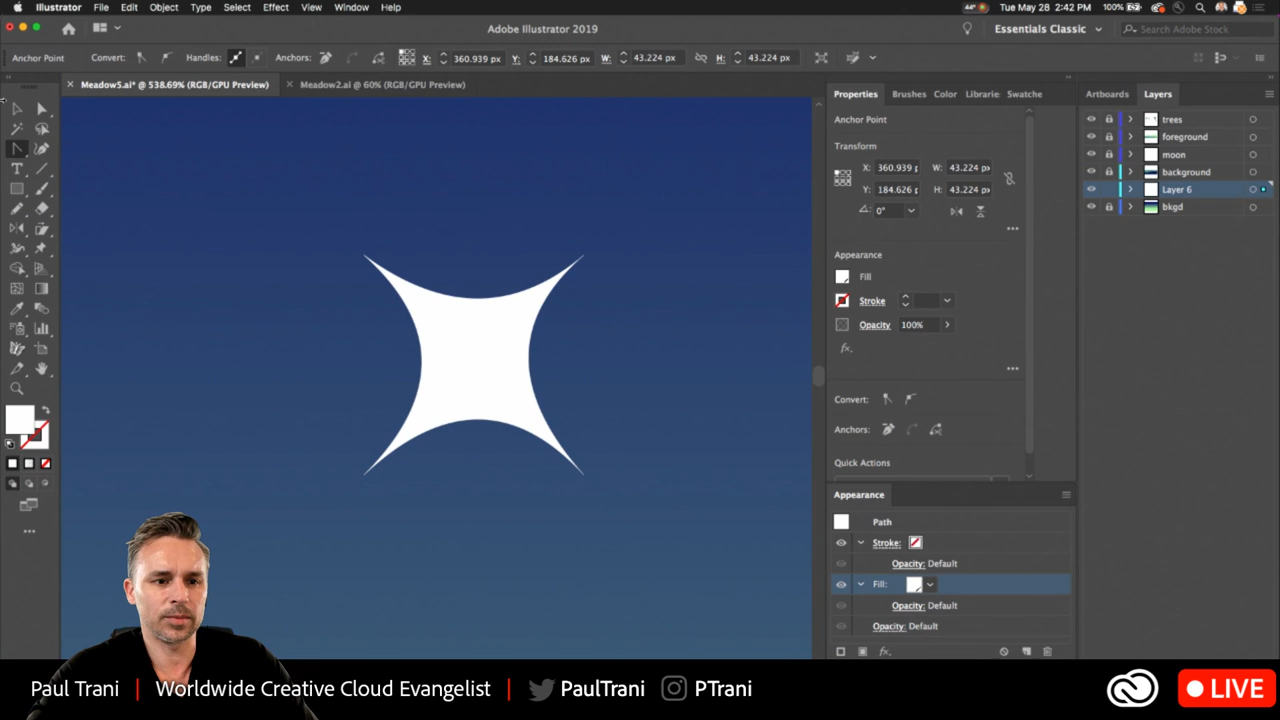 Illustrator File Edit Object Type Select Effect View Window Help
100% Tue May 28 2:42 PM
Adobe Illustrator 2019
Essentials Classic
Search Adobe Stock
Anchor Point Convert: Handles: Anchors: X: 360.939 px Y: 184.626 px W: 43.224 px H: 43.224 px
Meadow5.ai* @ 538.69% (RGB/GPU Preview) Meadow2.ai @ 60% (RGB/GPU Preview)
Properties Brushes Color Librarie Swatche
Artboards Layers
Anchor Point
trees
foreground
moon
background
Layer 6
bkgd
Transform
X: 360.939 p W: 43.224 px
Y: 184.626 p H: 43.224 px
0°
Appearance
Fill
Stroke
Opacity 100%
fx.
Convert:
Anchors:
Quick Actions
Appearance
Path
Stroke:
Opacity: Default
Fill:
Opacity: Default
Opacity: Default
fx.
Paul Trani | Worldwide Creative Cloud Evangelist | PaulTrani PTrani
LIVE